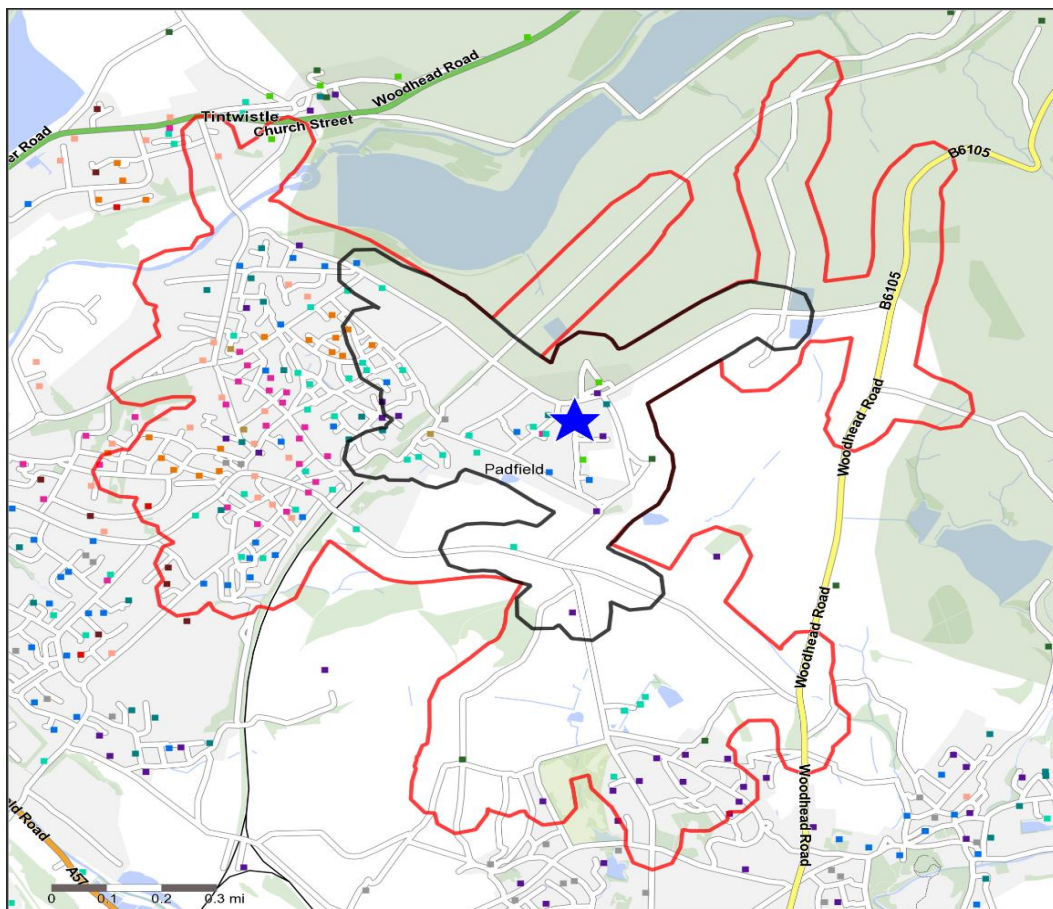 Woodhead Road
Tintwistle
Church Street
er Road
B6105
B6105
Woodhead Road
Padfield
Woodhead Road
Woodhead Road
ld Road
A57
0 0.1 0.2 0.3 mi